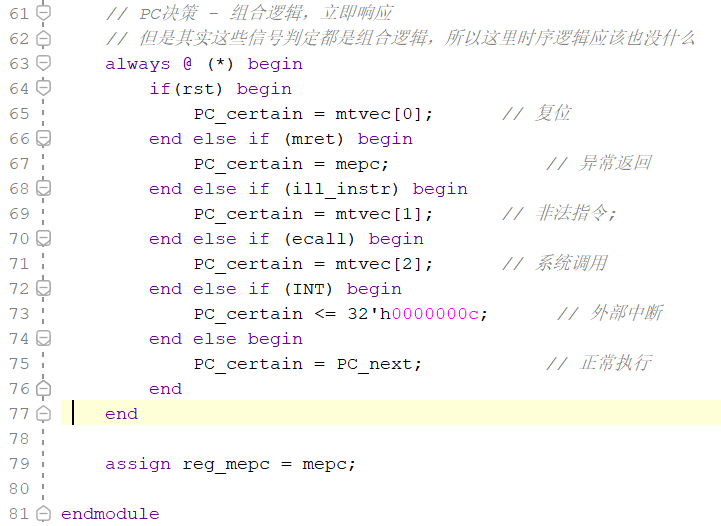 61 // PC决策 - 组合逻辑，立即响应
62 // 但是其实这些信号判定都是组合逻辑，所以这里时序逻辑应该也没什么
63 always @ (*) begin
64 if(rst) begin
65 PC_certain = mtvec[0]; // 复位
66 end else if (mret) begin
67 PC_certain = mepc; // 异常返回
68 end else if (ill_instr) begin
69 PC_certain = mtvec[1]; // 非法指令;
70 end else if (ecall) begin
71 PC_certain = mtvec[2]; // 系统调用
72 end else if (INT) begin
73 PC_certain <= 32'h0000000c; // 外部中断
74 end else begin
75 PC_certain = PC_next; // 正常执行
76 end
77 end
78
79 assign reg_mepc = mepc;
80
81 endmodule